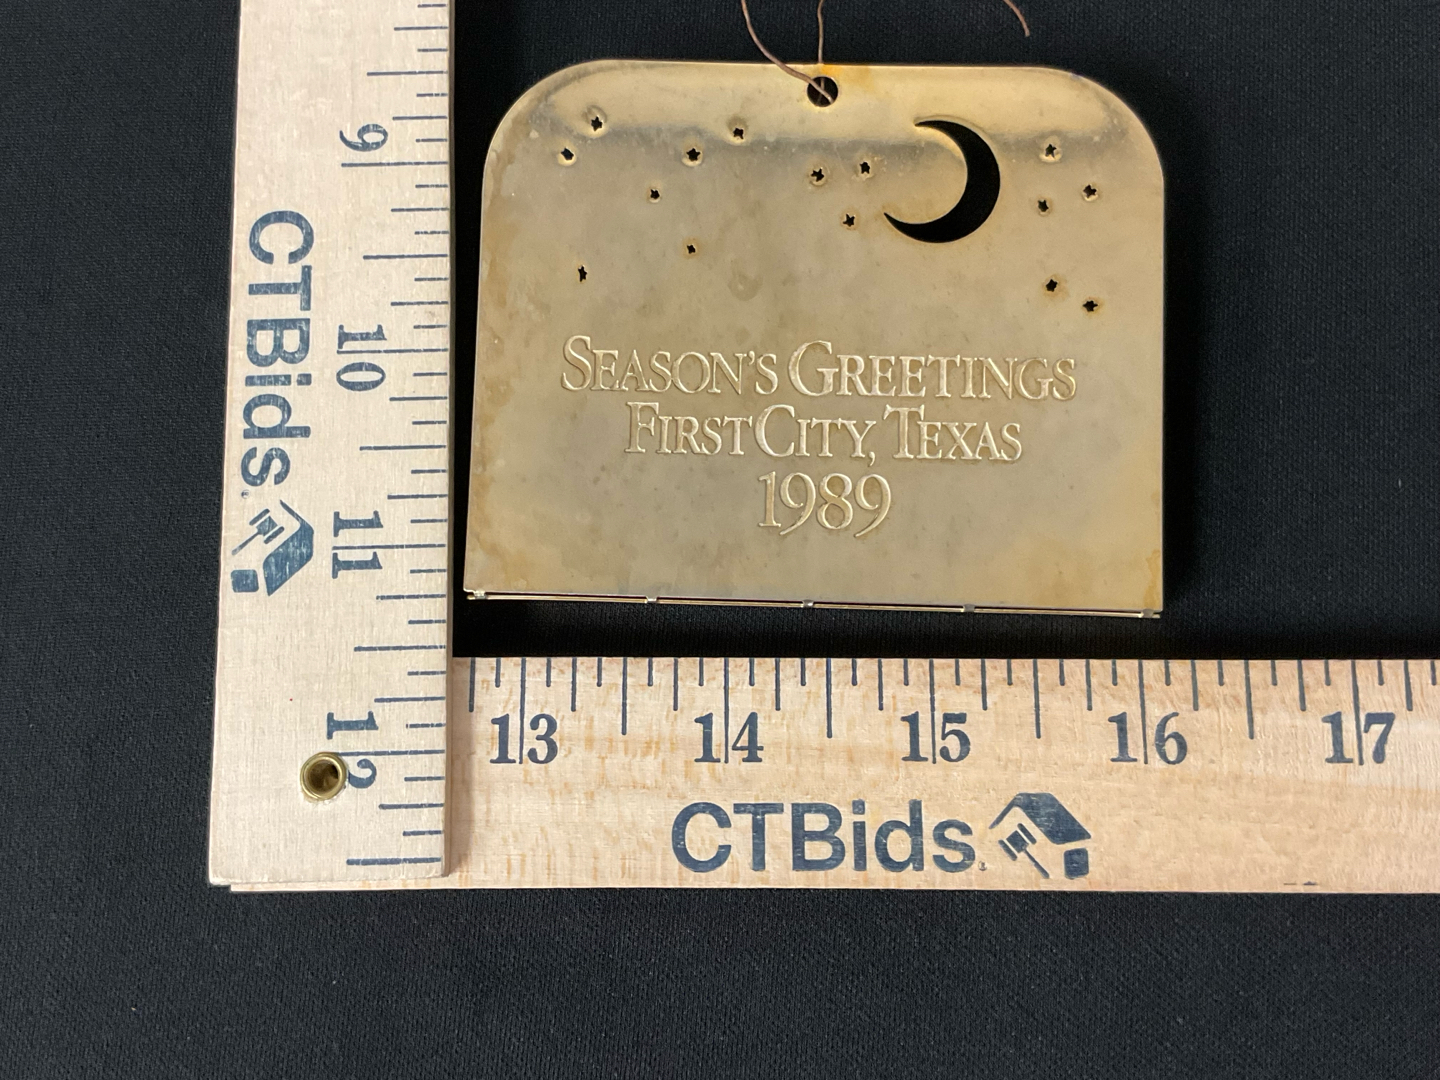 9
CTBids
10
11
12
SEASON'S GREETINGS
FIRST CITY, TEXAS
1989
13 14 15 16 17
CTBids